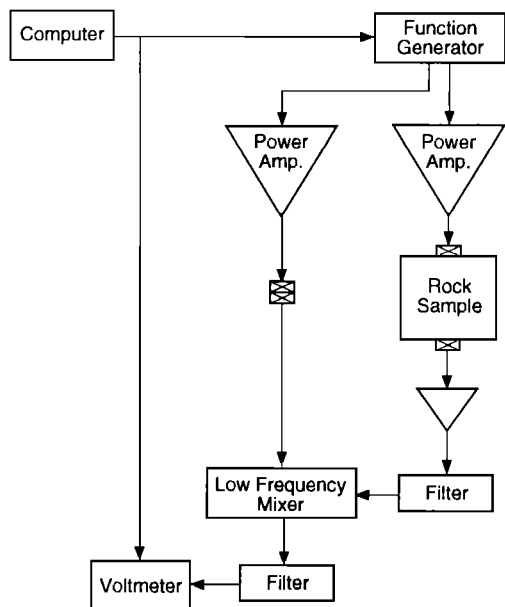 Computer
Function
Generator
Power
Amp.
Power
Amp.
Rock
Sample
Low Frequency
Mixer
Filter
Voltmeter
Filter